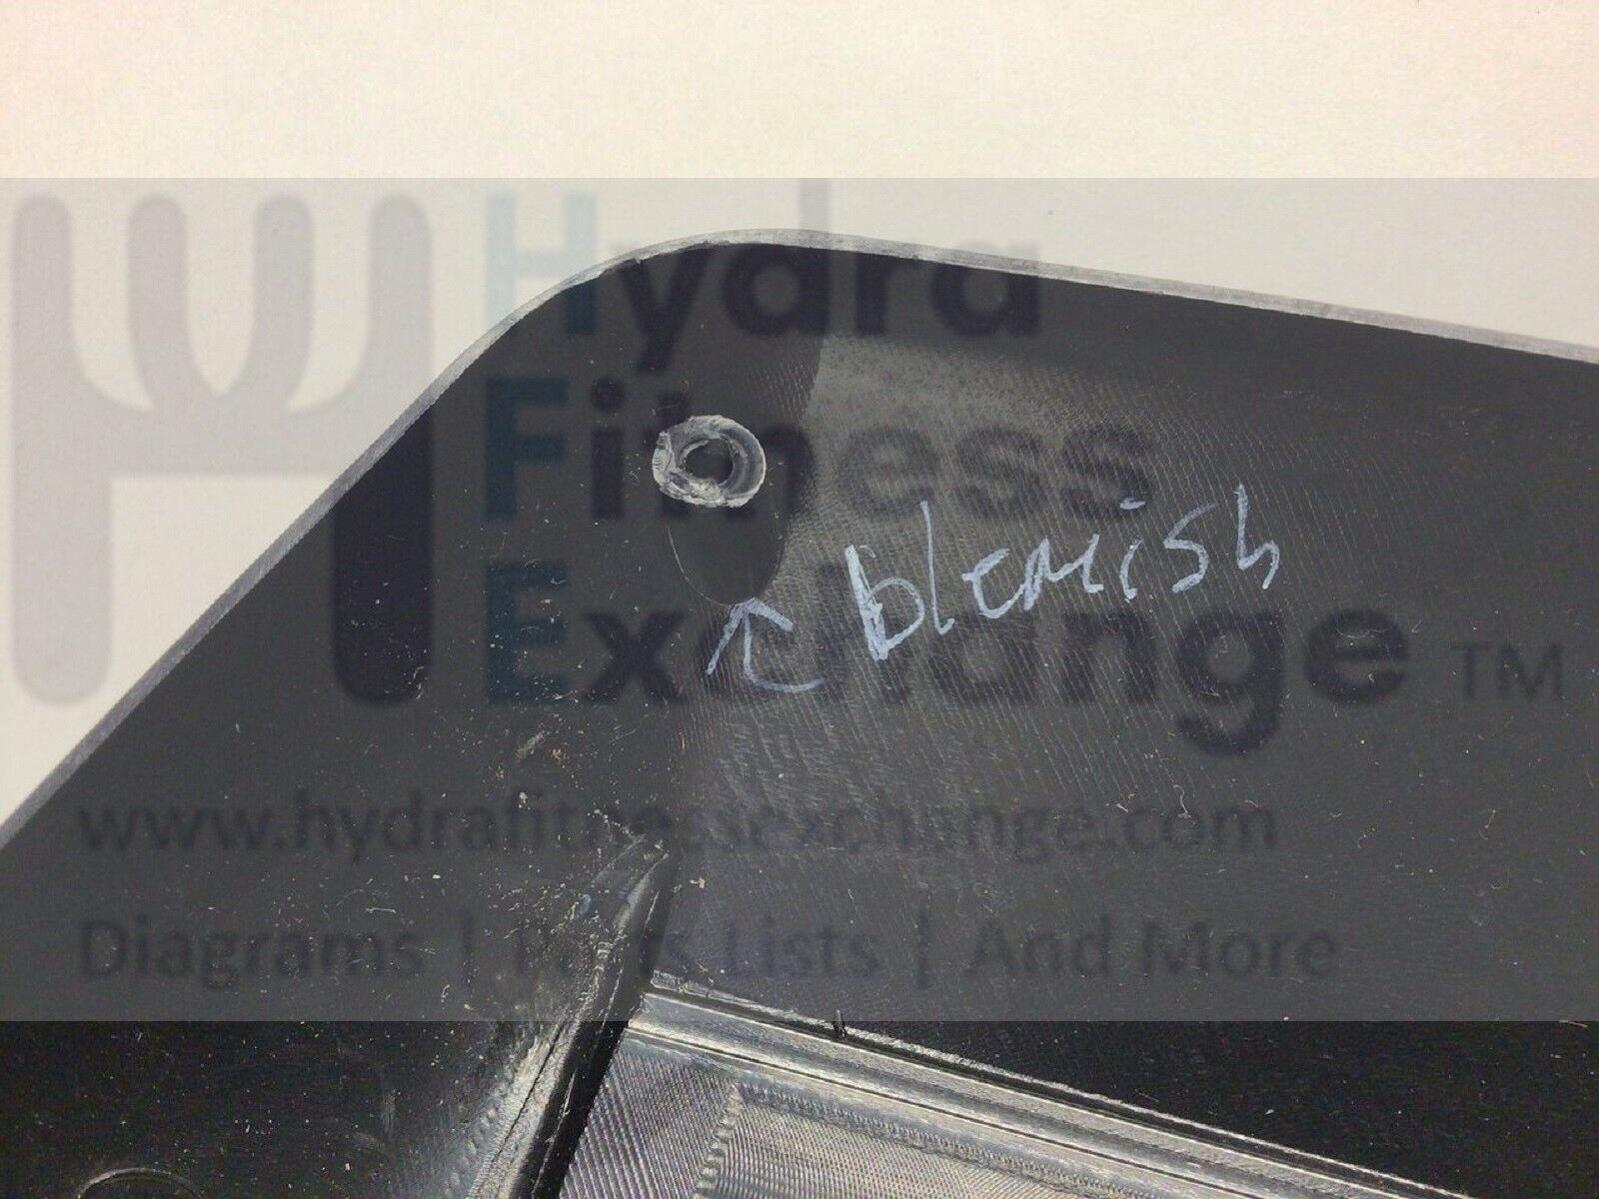 Hydra
Fitness
Exchange TM
blemish
www.hydrafitnessexchange.com
Diagrams | Parts Lists | And More